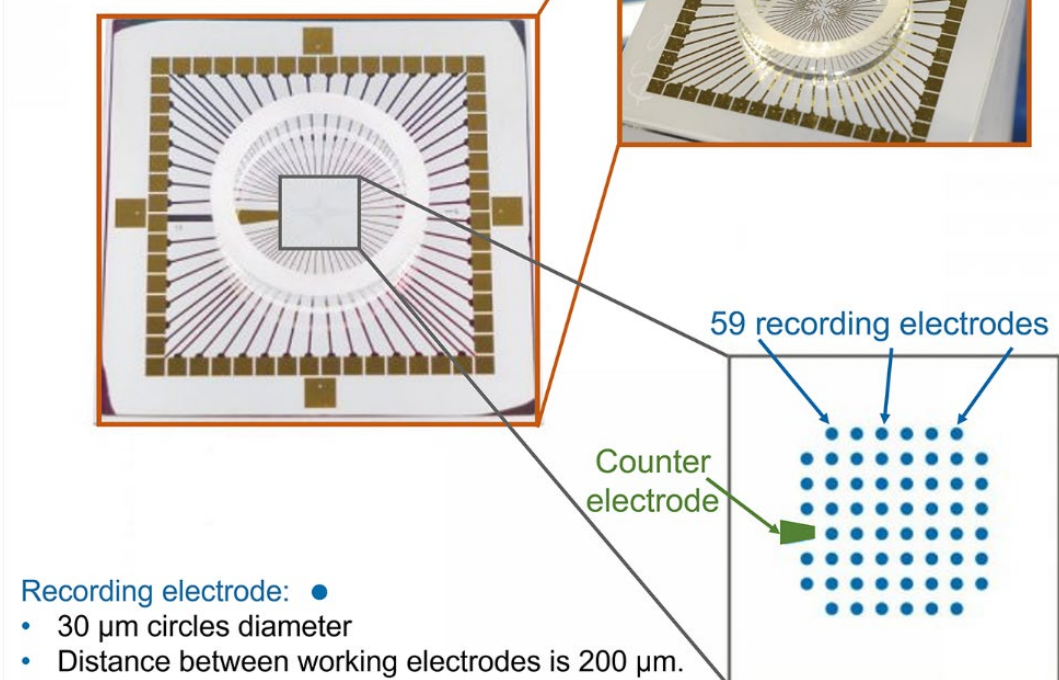 59 recording electrodes
Counter
electrode
Recording electrode:
• 30 µm circles diameter
• Distance between working electrodes is 200 µm.